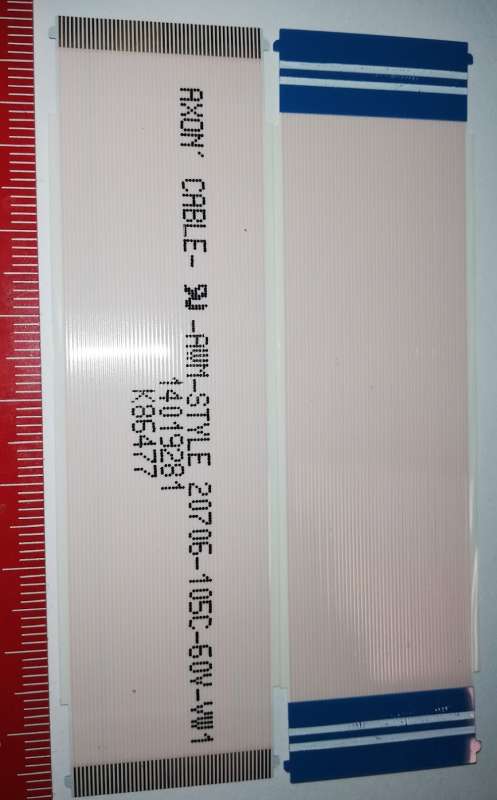 AXON' CABLE- AWM-STYLE 20706-105C-60V-VW1
14019281
K86477